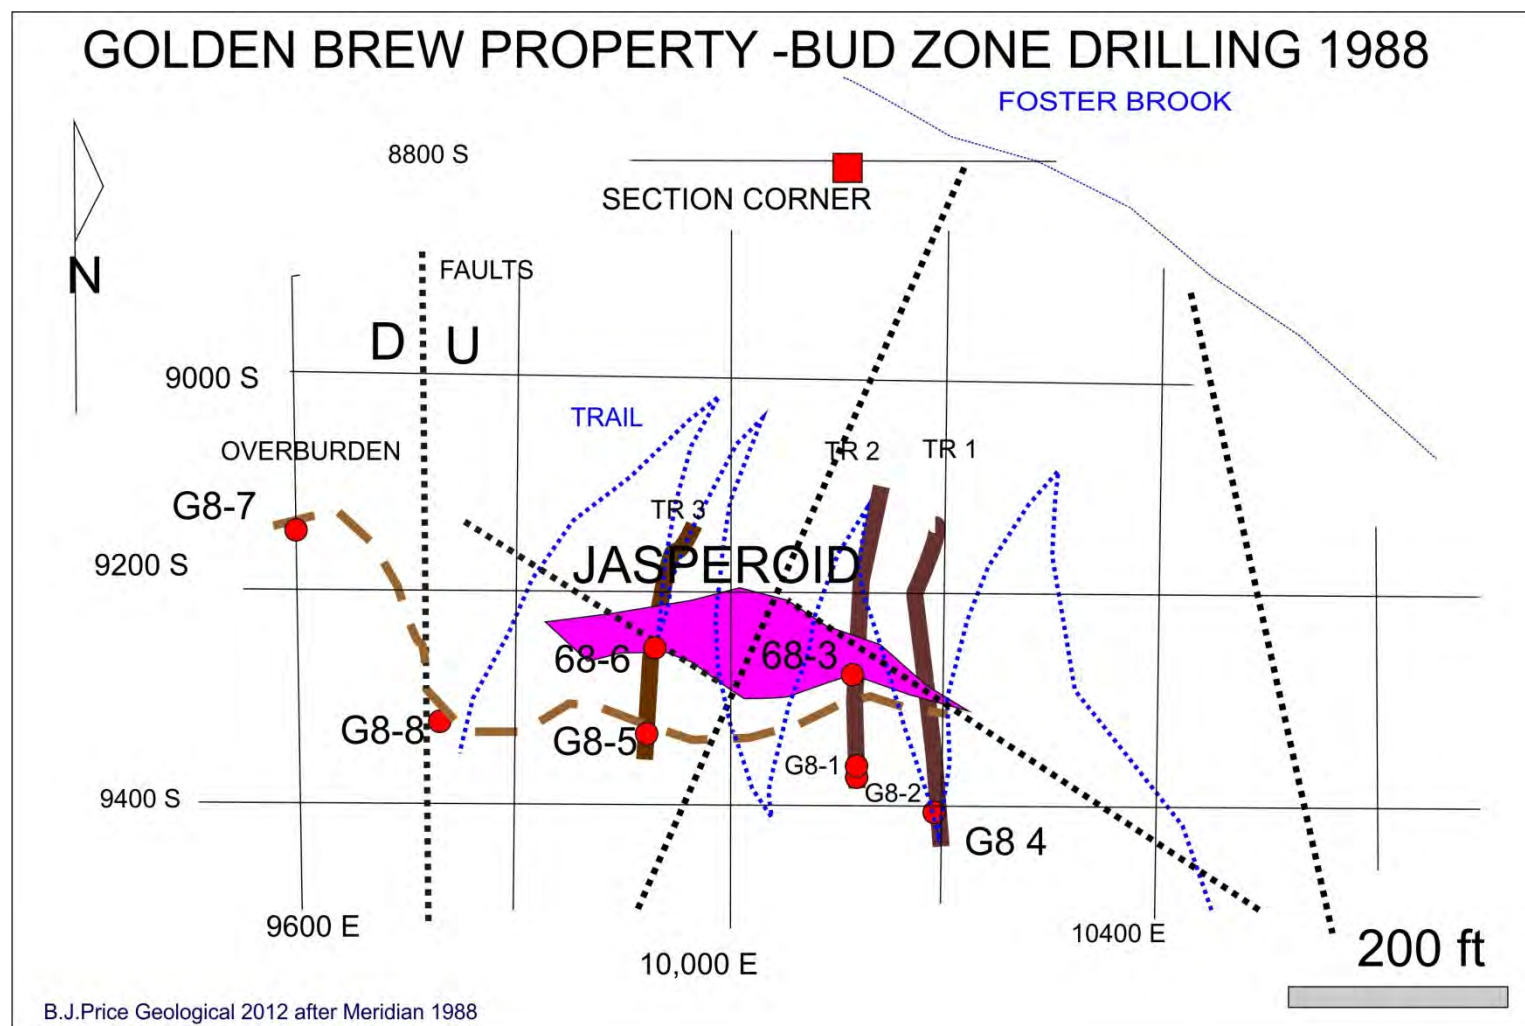 GOLDEN BREW PROPERTY -BUD ZONE DRILLING 1988
FOSTER BROOK
8800 S
SECTION CORNER
N
FAULTS
D U
9000 S
TRAIL
OVERBURDEN
TR 2
TR 1
G8-7
TR 3
9200 S
JASPEROID
68-6
68-3
G8-8
G8-5
G8-1
G8-2
9400 S
G8 4
9600 E
10,000 E
10400 E
200 ft
B.J.Price Geological 2012 after Meridian 1988